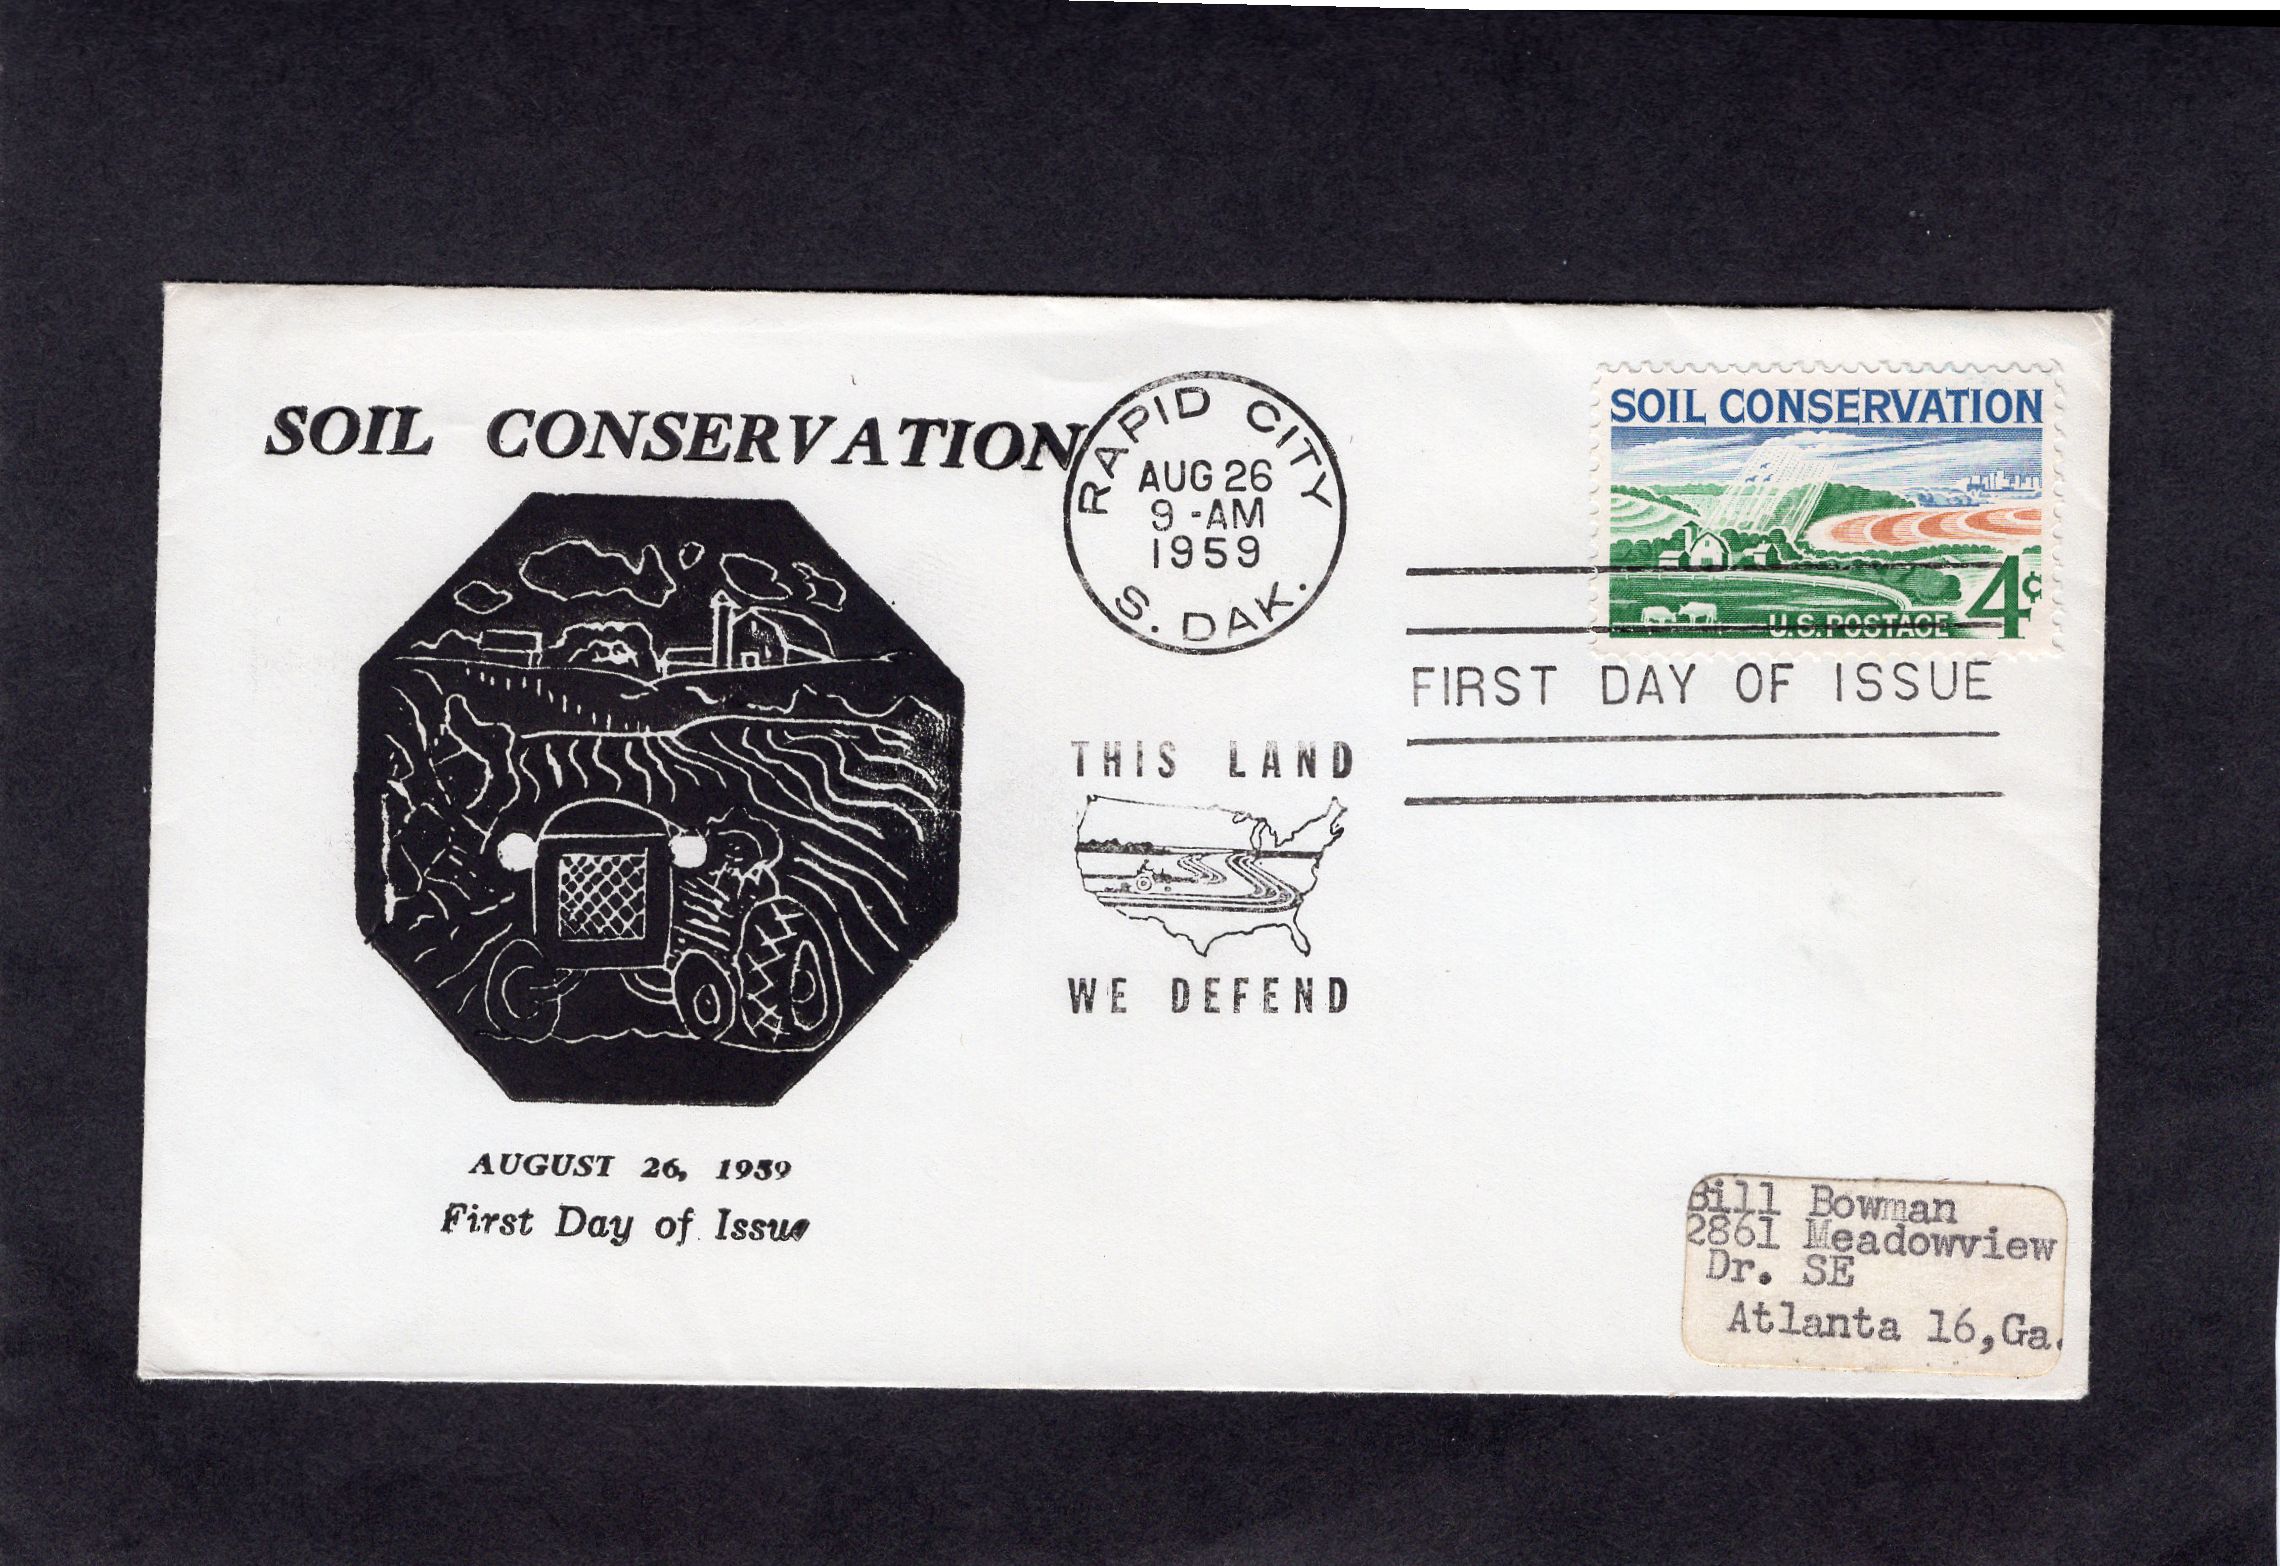 SOIL CONSERVATION
AUGUST 26, 1959
First Day of Issue
RAPID CITY
AUG 26
9 -AM
1959
S. DAK.
THIS LAND
WE DEFEND
SOIL CONSERVATION
4¢
U.S. POSTAGE
FIRST DAY OF ISSUE
Bill Bowman
2861 Meadowview
Dr. SE
Atlanta 16,Ga.